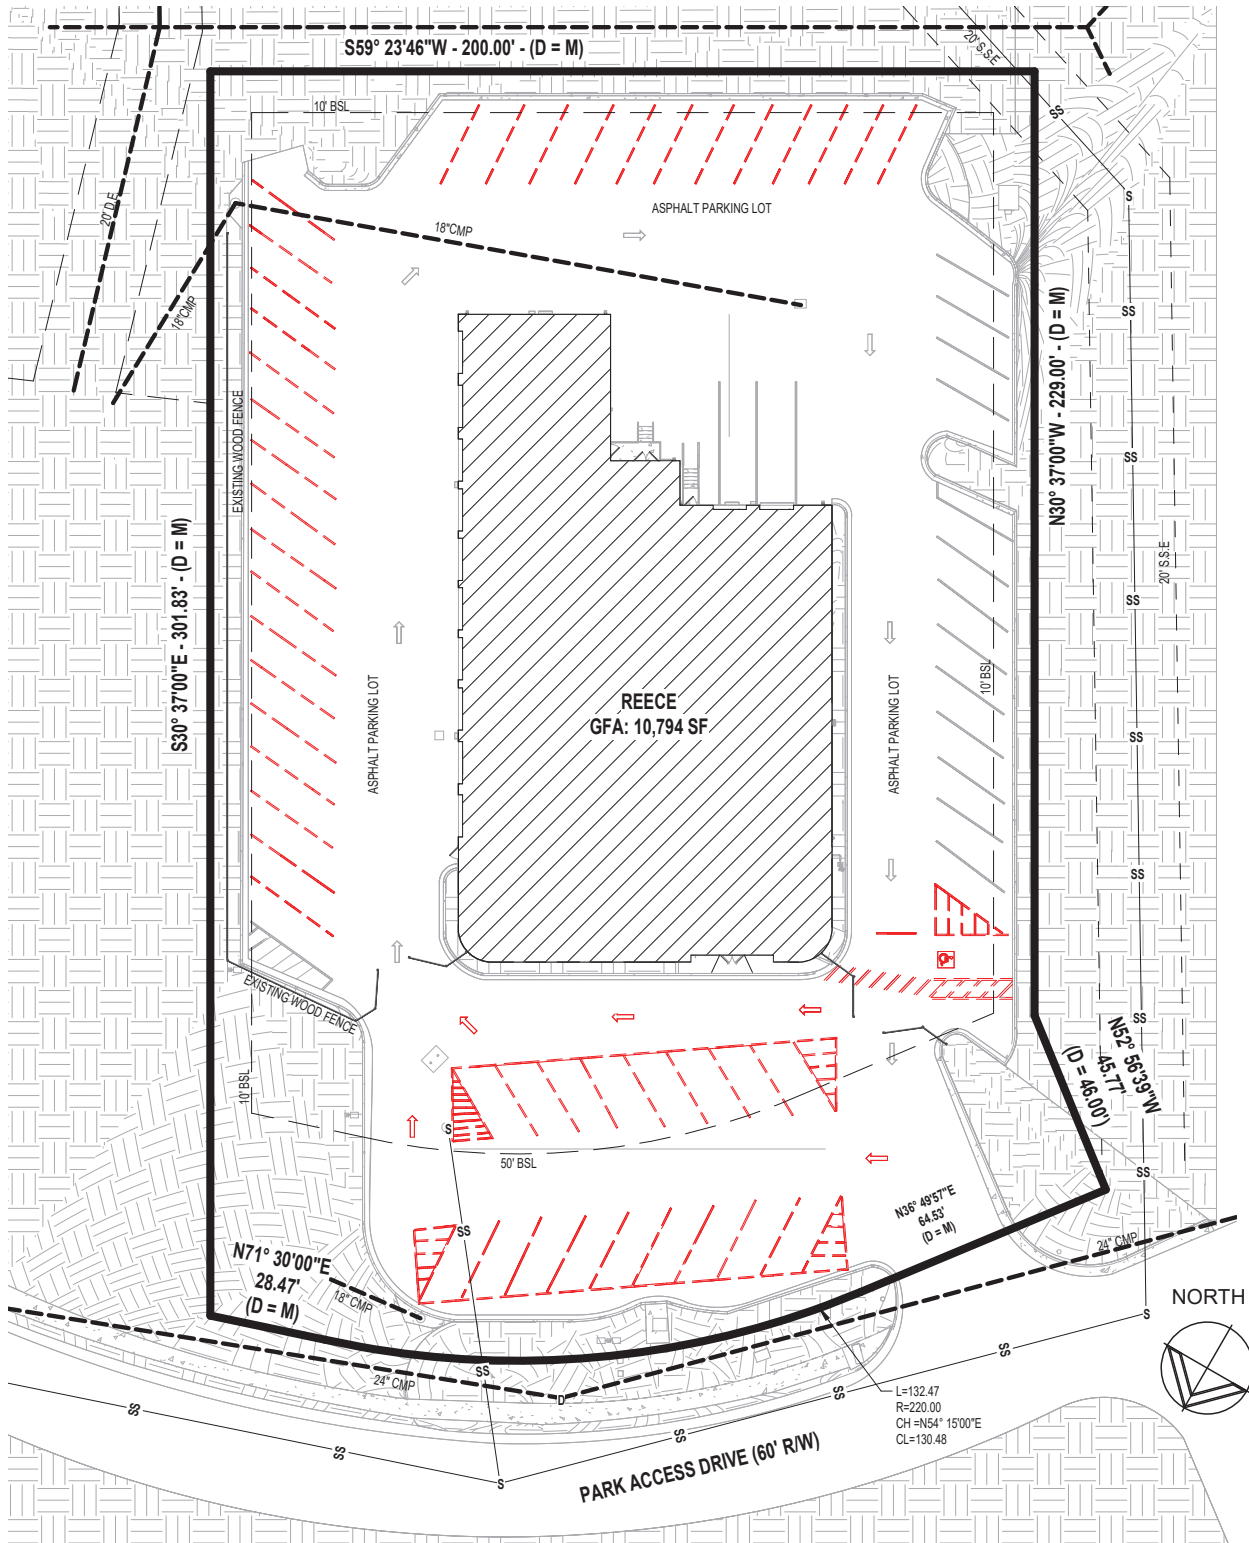 S59° 23'46"W - 200.00' - (D = M)
20' S.S.E
10' BSL
SS
S
20' D.E.
ASPHALT PARKING LOT
18"CMP
18"CMP
SS
N30° 37'00"W - 229.00' - (D = M)
EXISTING WOOD FENCE
SS
S30° 37'00"E - 301.83' - (D = M)
20' S.S.E
SS
ASPHALT PARKING LOT
REECE
GFA: 10,794 SF
ASPHALT PARKING LOT
10' BSL
SS
SS
EXISTING WOOD FENCE
SS
N52° 56'39"W
45.77'
(D = 46.00')
10' BSL
S
50' BSL
SS
N36° 49'57"E
64.53'
(D = M)
SS
N71° 30'00"E
28.47'
(D = M)
18" CMP
24" CMP
NORTH
S
SS
SS
24" CMP
D
SS
L=132.47
R=220.00
CH =N54° 15'00"E
CL=130.48
SS
SS
SS
S
PARK ACCESS DRIVE (60' R/W)